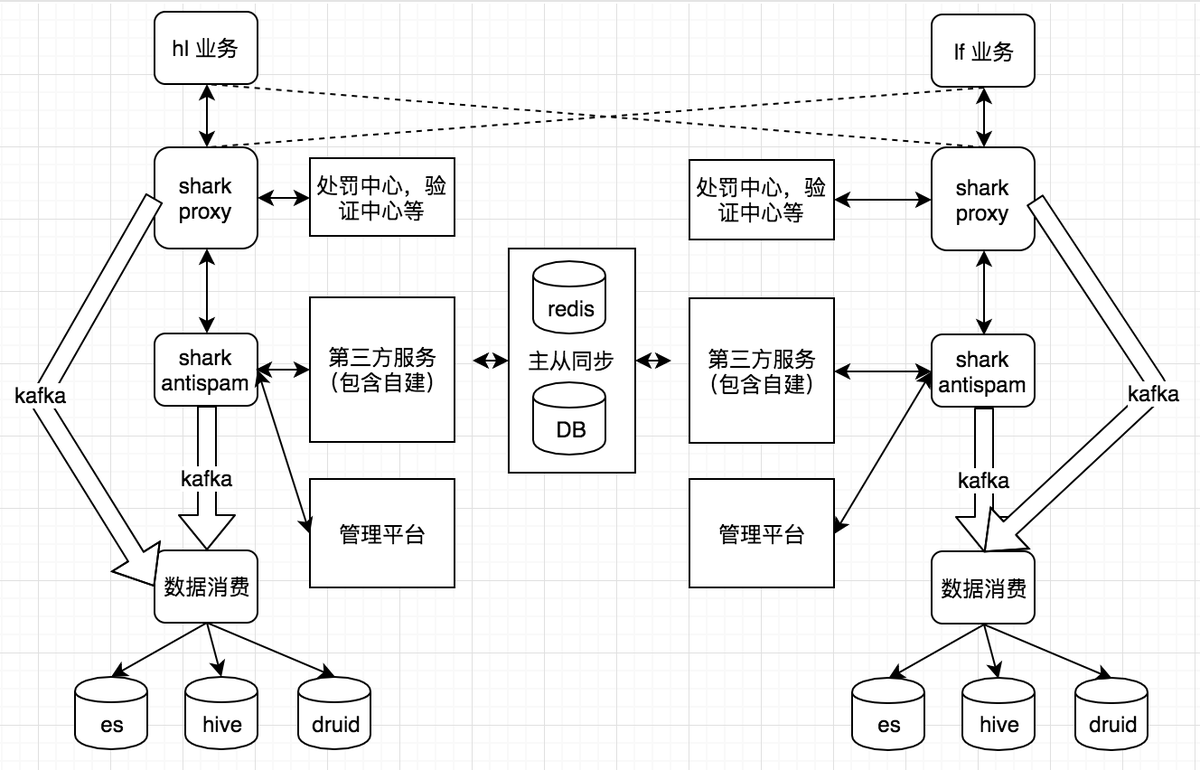 hl 业务
lf 业务
shark
proxy
处罚中心，验
证中心等
处罚中心，验
证中心等
shark
proxy
redis
主从同步
DB
shark
antispam
第三方服务
（包含自建）
第三方服务
（包含自建）
shark
antispam
kafka
kafka
kafka
kafka
管理平台
管理平台
数据消费
数据消费
es
hive
druid
es
hive
druid